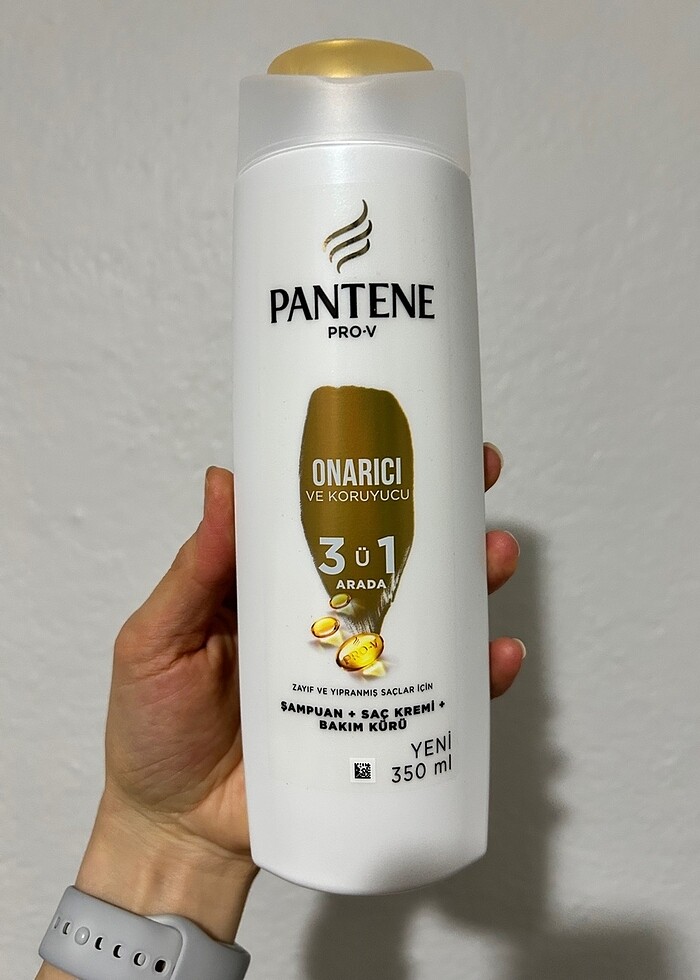 PANTENE
PRO-V
ONARICI
VE KORUYUCU
3 Ü 1
ARADA
PRO-V
ZAYIF VE YIPRANMIŞ SAÇLAR İÇİN
ŞAMPUAN + SAÇ KREMİ +
BAKIM KÜRÜ
YENİ
350 ml